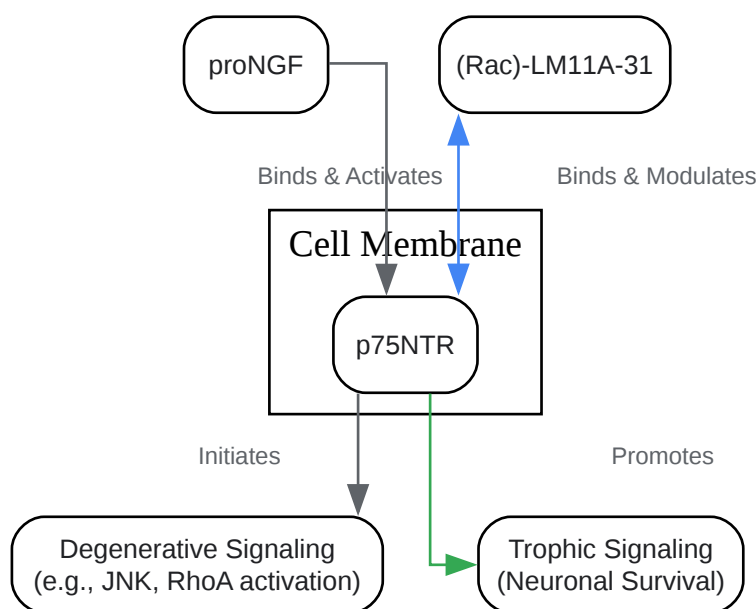 proNGF
(Rac)-LM11A-31
Binds & Activates
Binds & Modulates
Cell Membrane
p75NTR
Initiates
Promotes
Degenerative Signaling
(e.g., JNK, RhoA activation)
Trophic Signaling
(Neuronal Survival)